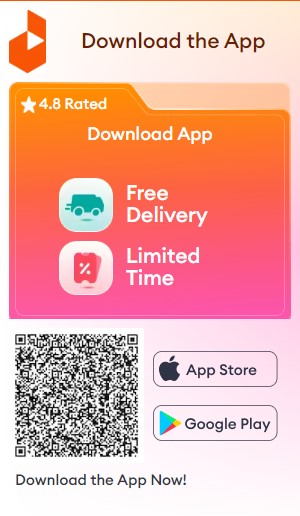 Download the App
4.8 Rated
Download App
Free
Delivery
Limited
Time
App Store
Google Play
Download the App Now!